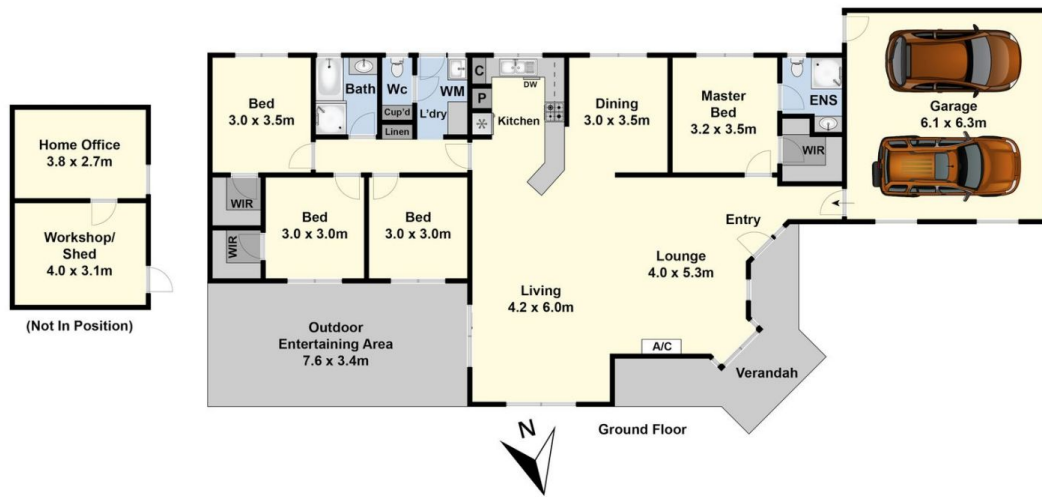 Home Office
3.8 x 2.7m
Workshop/
Shed
4.0 x 3.1m
(Not In Position)
Bed
3.0 x 3.5m
Bath
Wc
Cup'd
Linen
L'dry
WM
C
P
DW
Kitchen
Dining
3.0 x 3.5m
Master
Bed
3.2 x 3.5m
ENS
WIR
Garage
6.1 x 6.3m
WIR
WIR
Bed
3.0 x 3.0m
Bed
3.0 x 3.0m
Entry
Lounge
4.0 x 5.3m
Living
4.2 x 6.0m
A/C
Outdoor
Entertaining Area
7.6 x 3.4m
Verandah
N
Ground Floor